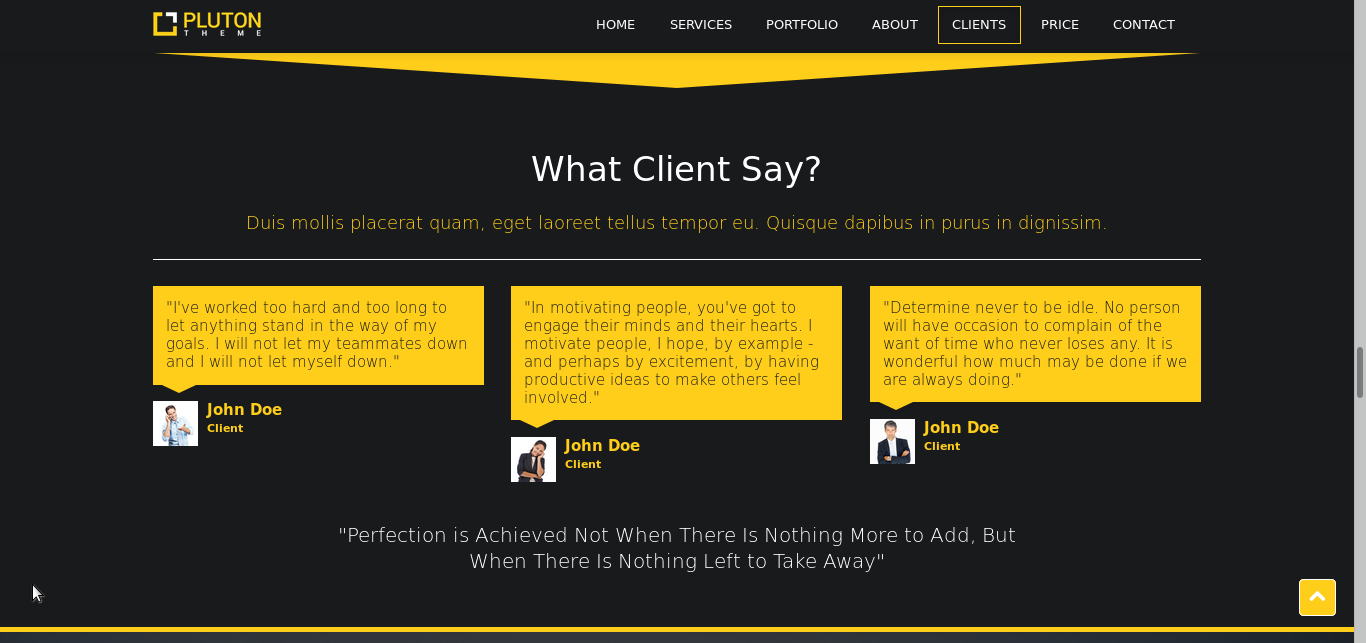 PLUTON
THEME
HOME SERVICES PORTFOLIO ABOUT CLIENTS PRICE CONTACT
What Client Say?
Duis mollis placerat quam, eget laoreet tellus tempor eu. Quisque dapibus in purus in dignissim.
"I've worked too hard and too long to
let anything stand in the way of my
goals. I will not let my teammates down
and I will not let myself down."
John Doe
Client
"In motivating people, you've got to
engage their minds and their hearts. I
motivate people, I hope, by example -
and perhaps by excitement, by having
productive ideas to make others feel
involved."
John Doe
Client
"Determine never to be idle. No person
will have occasion to complain of the
want of time who never loses any. It is
wonderful how much may be done if we
are always doing."
John Doe
Client
"Perfection is Achieved Not When There Is Nothing More to Add, But
When There Is Nothing Left to Take Away"